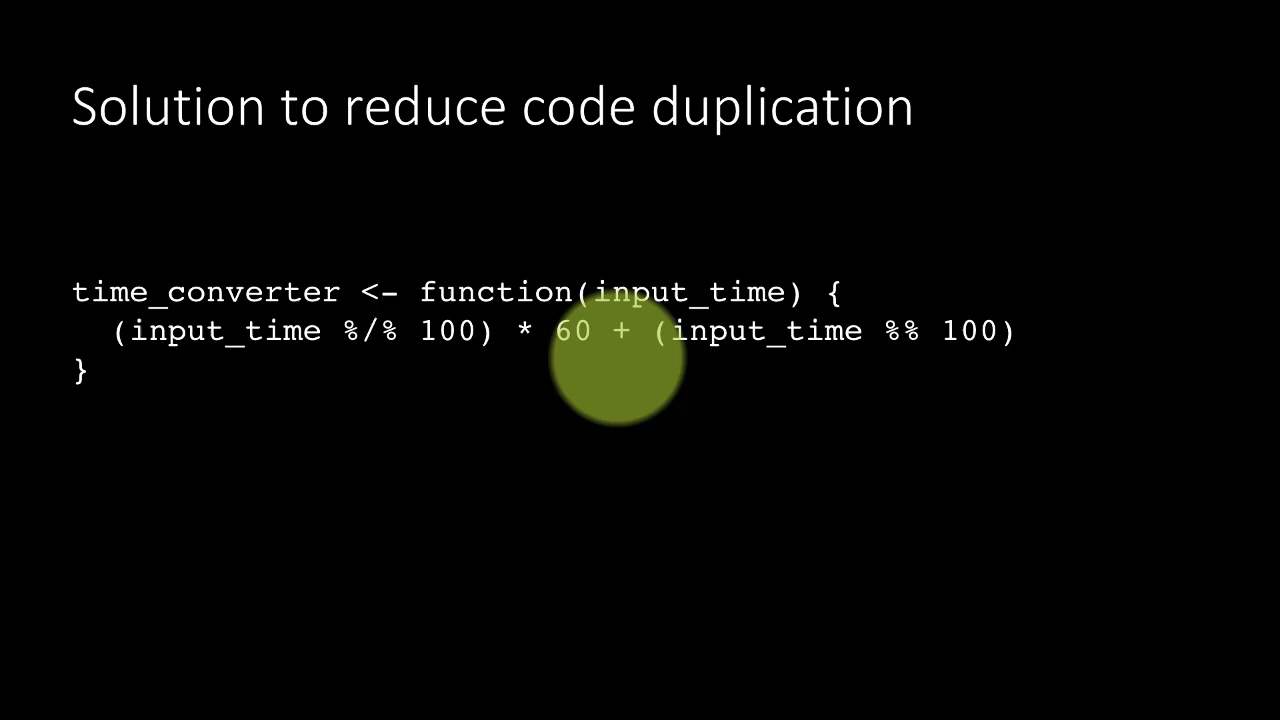 Solution to reduce code duplication
time_converter <- function(input_time) {
  (input_time %/% 100) * 60 + (input_time %% 100)
}